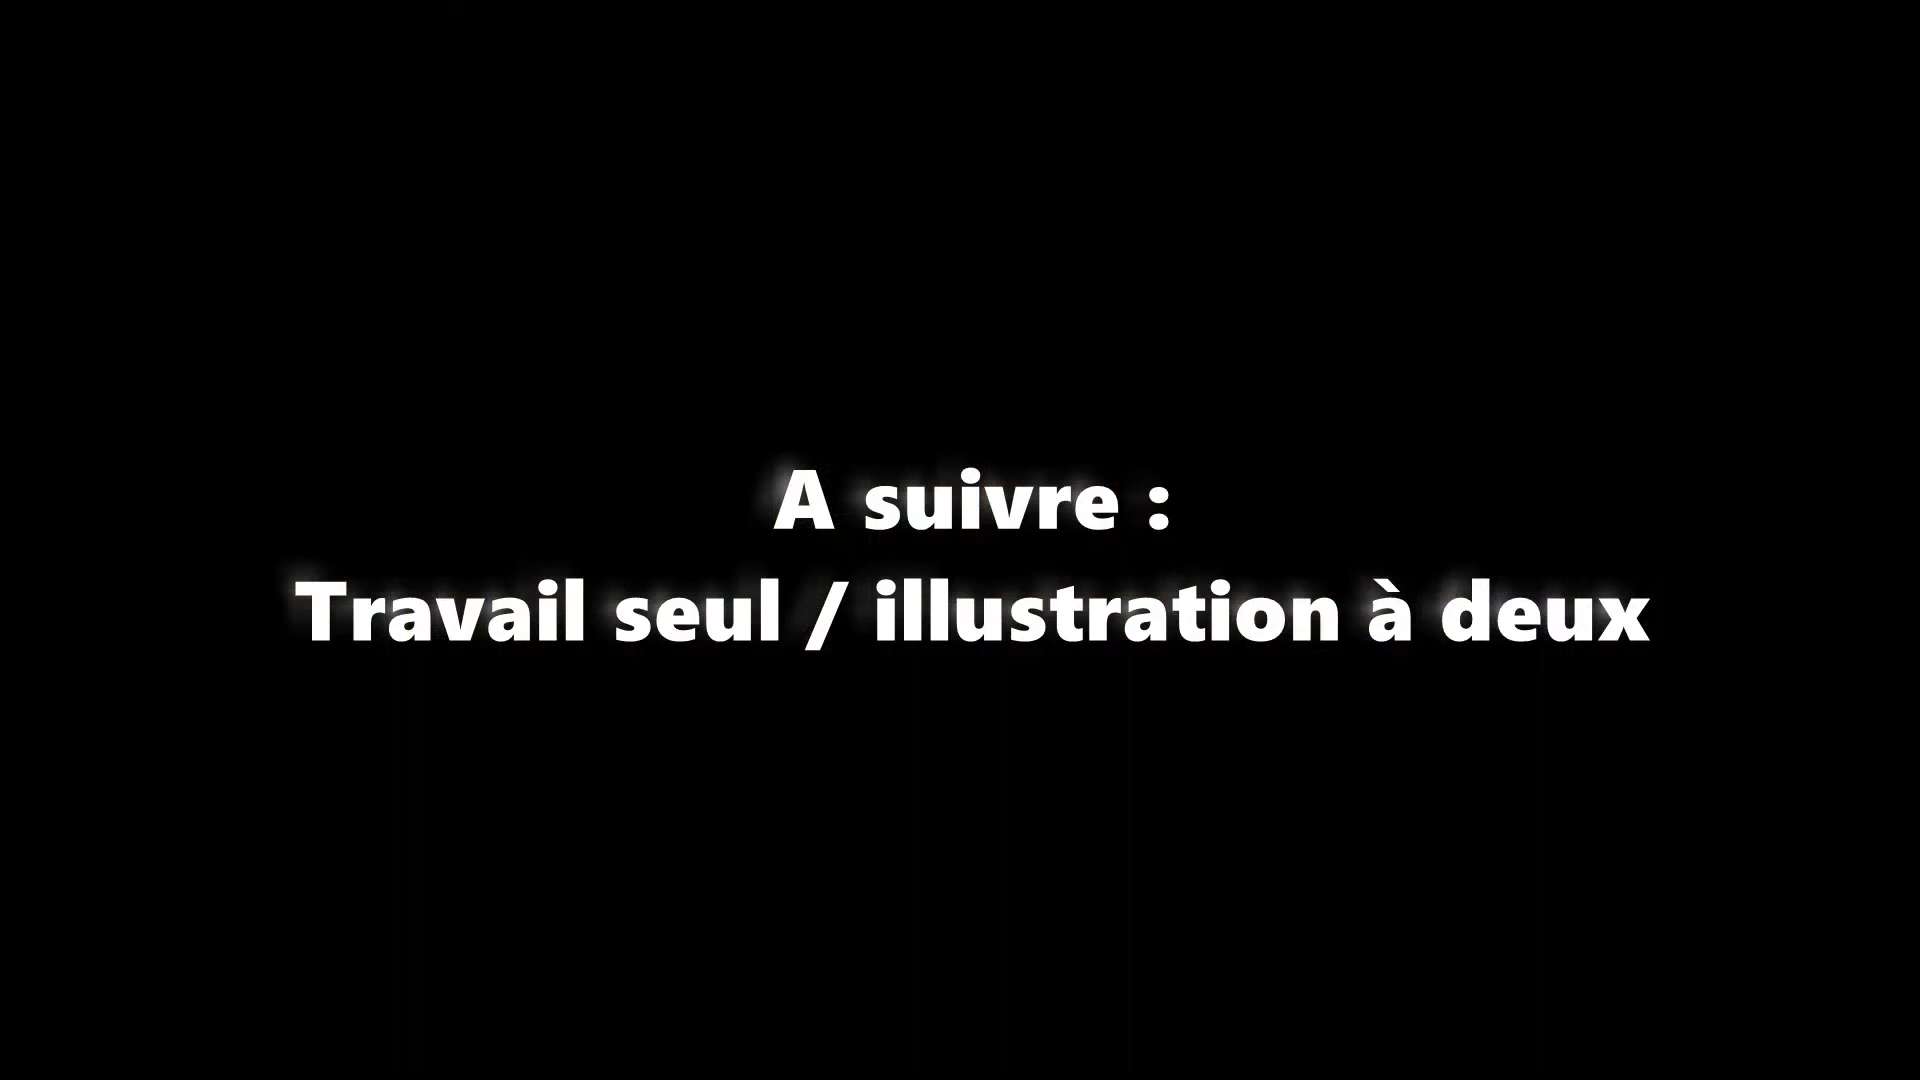 A suivre :
Travail seul / illustration à deux